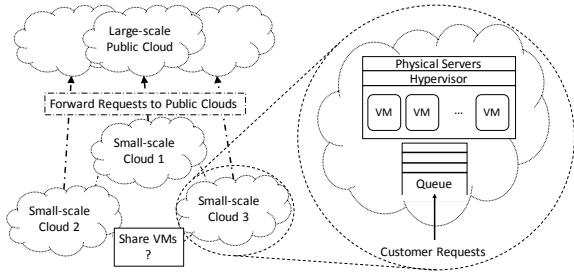 Large-scale
Public Cloud
Forward Requests to Public Clouds
Small-scale
Cloud 1
Small-scale
Cloud 2
Small-scale
Cloud 3
Share VMs
?
Physical Servers
Hypervisor
VM VM ... VM
Queue
Customer Requests